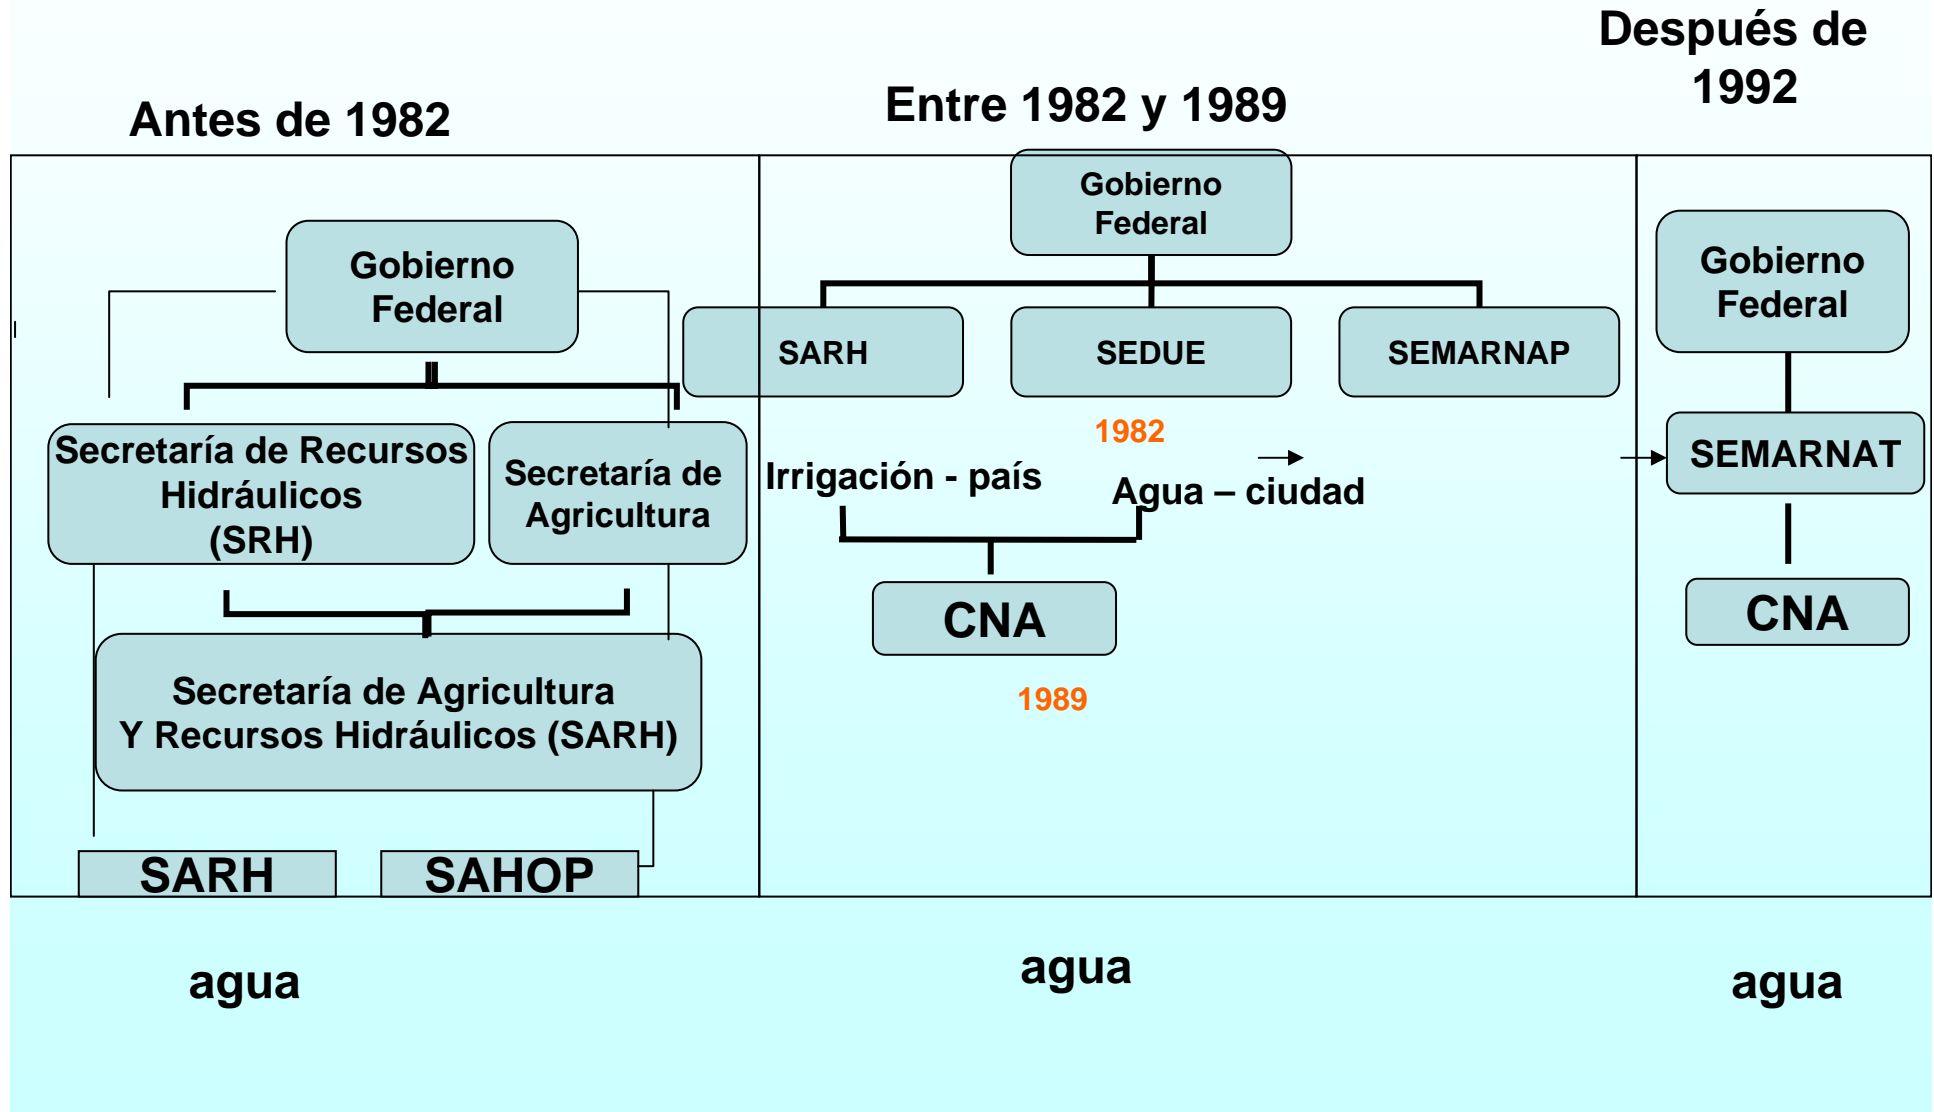 Antes de 1982
Entre 1982 y 1989
Después de
1992
Gobierno
Federal
Secretaría de Recursos
Hidráulicos
(SRH)
Secretaría de
Agricultura
Secretaría de Agricultura
Y Recursos Hidráulicos (SARH)
SARH
SAHOP
agua
Gobierno
Federal
SARH
SEDUE
SEMARNAP
1982
Irrigación - país
Agua – ciudad
CNA
1989
agua
Gobierno
Federal
SEMARNAT
CNA
agua